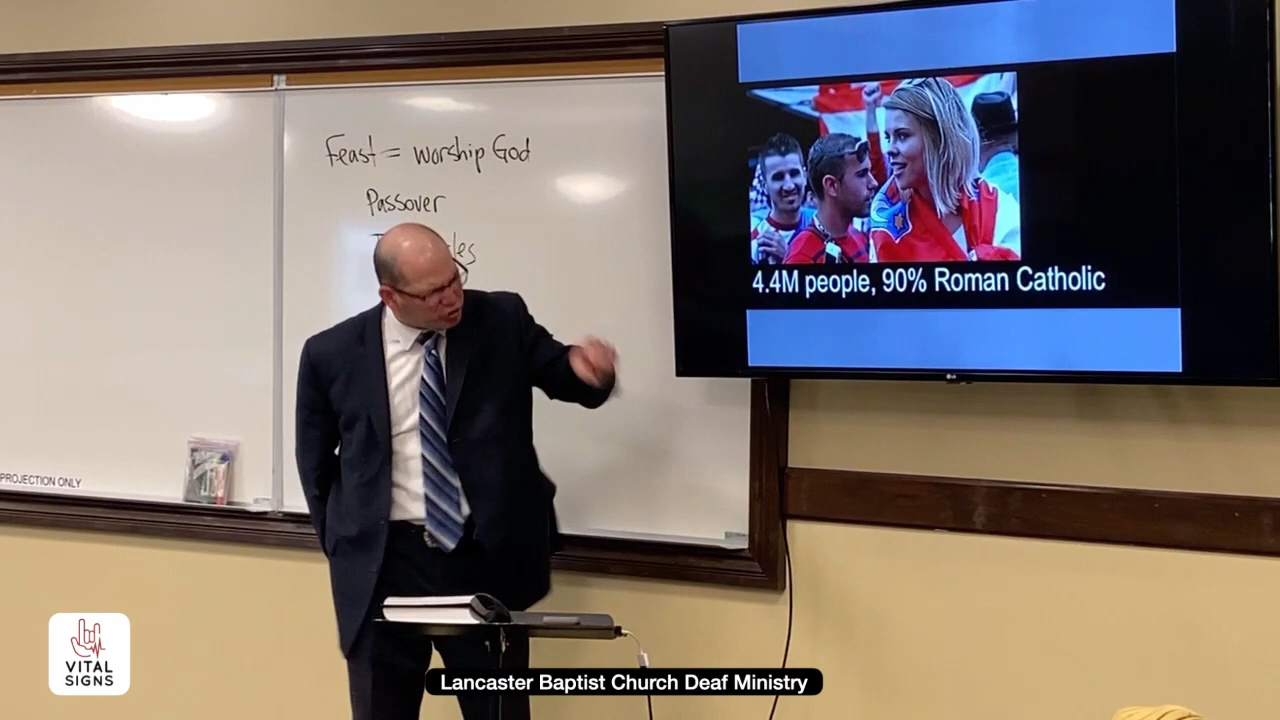 Feast = worship God
Passover
4.4M people, 90% Roman Catholic
PROJECTION ONLY
LG
VITAL
SIGNS
Lancaster Baptist Church Deaf Ministry